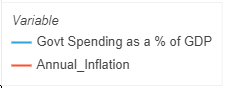 Variable
Govt Spending as a % of GDP
Annual_Inflation